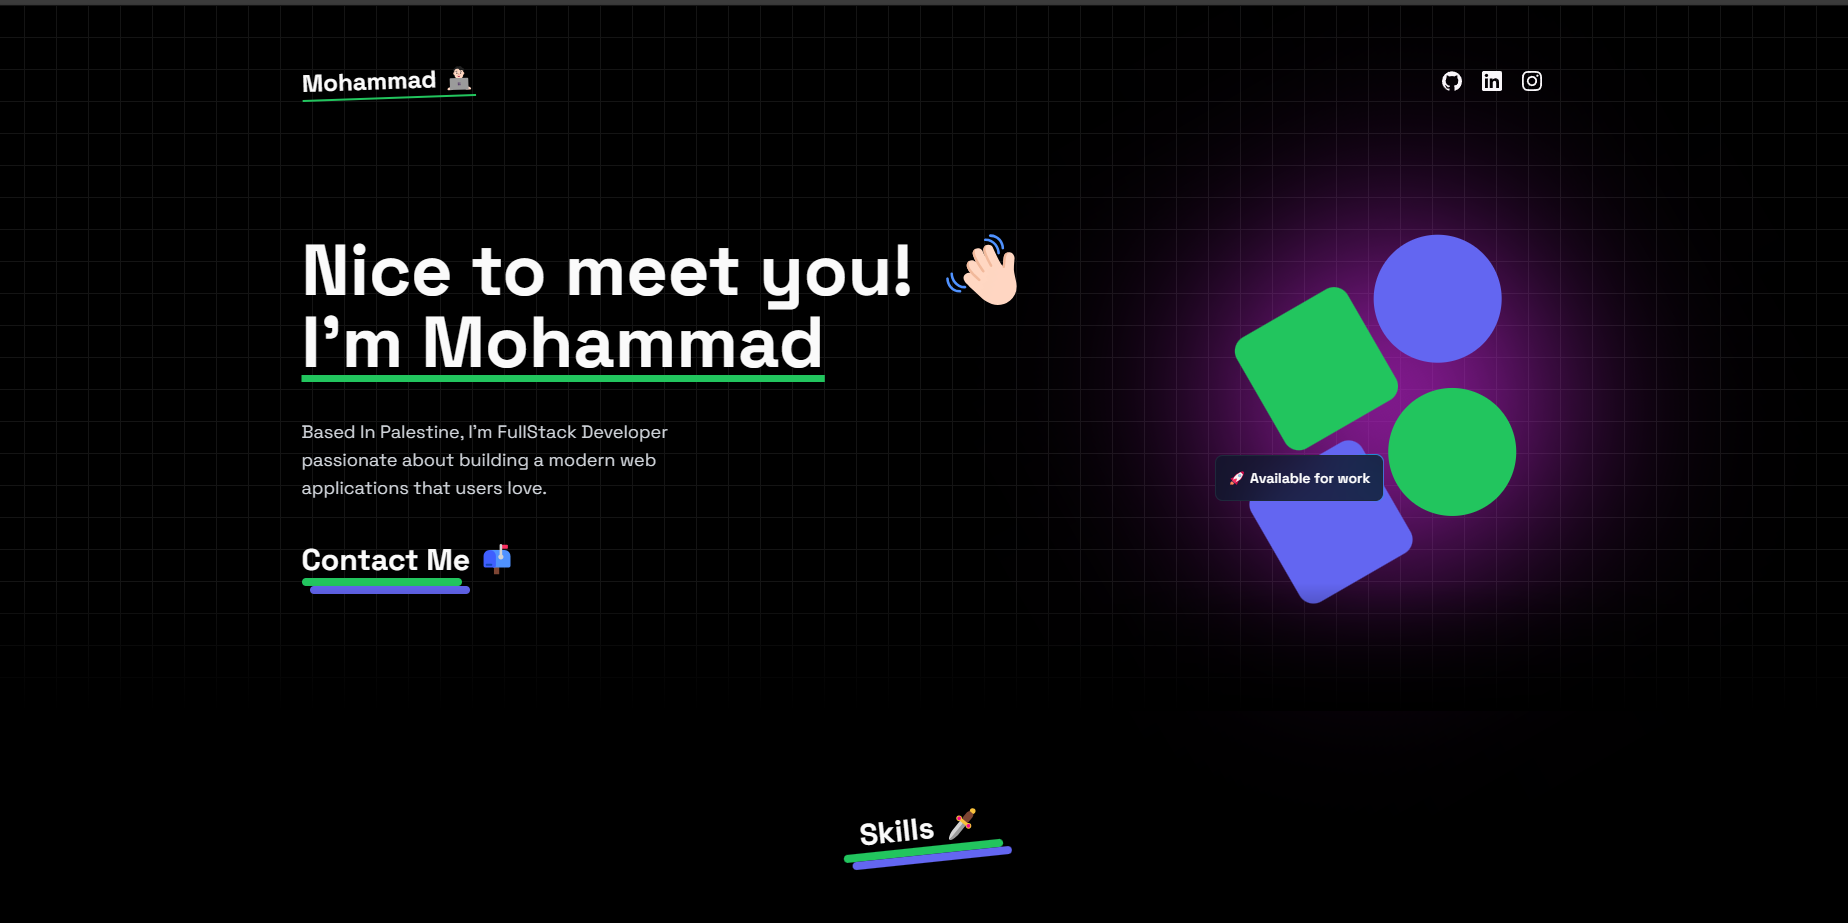 Mohammad
Nice to meet you!
I'm Mohammad
Based In Palestine, I'm FullStack Developer
passionate about building a modern web
applications that users love.
Available for work
Contact Me
Skills